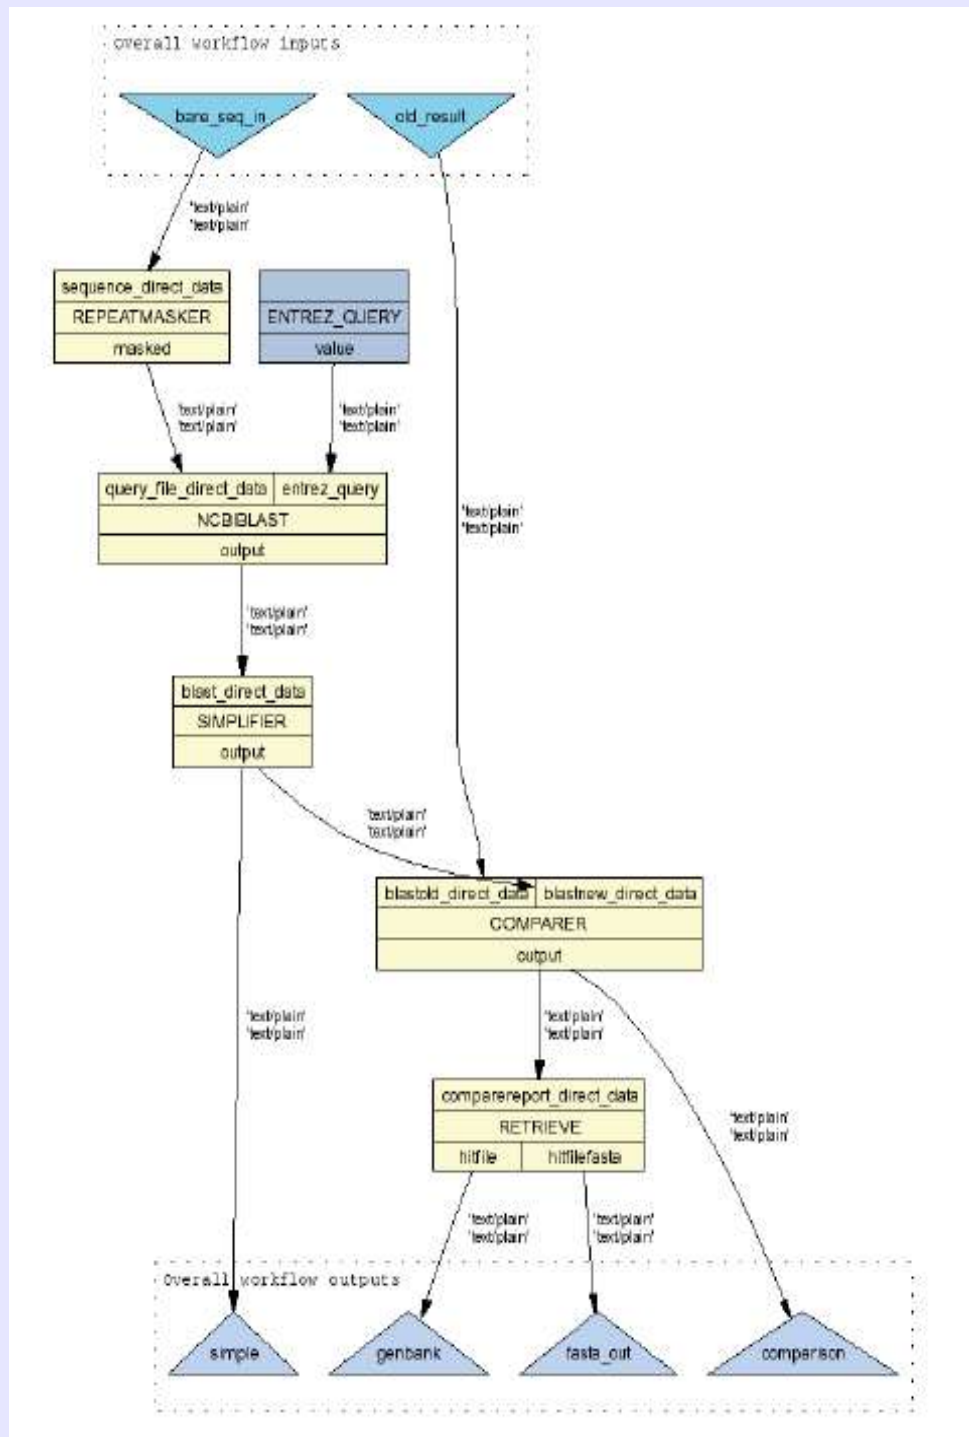 Overall workflow inputs
bare_seq_in
old_result
'text/plain'
'text/plain'
sequence_direct_data
REPEATMASKER
masked
ENTREZ_QUERY
value
'text/plain'
'text/plain'
'text/plain'
'text/plain'
query_file_direct_data
entrez_query
NCBIBLAST
output
'text/plain'
'text/plain'
'text/plain'
'text/plain'
blast_direct_data
SIMPLIFIER
output
'text/plain'
'text/plain'
blastold_direct_data
blastnew_direct_data
COMPARER
output
'text/plain'
'text/plain'
'text/plain'
'text/plain'
comparereport_direct_data
RETRIEVE
hitfile
hitfilefasta
'text/plain'
'text/plain'
'text/plain'
'text/plain'
'text/plain'
'text/plain'
Overall workflow outputs
simple
genbank
fasta_out
comparison